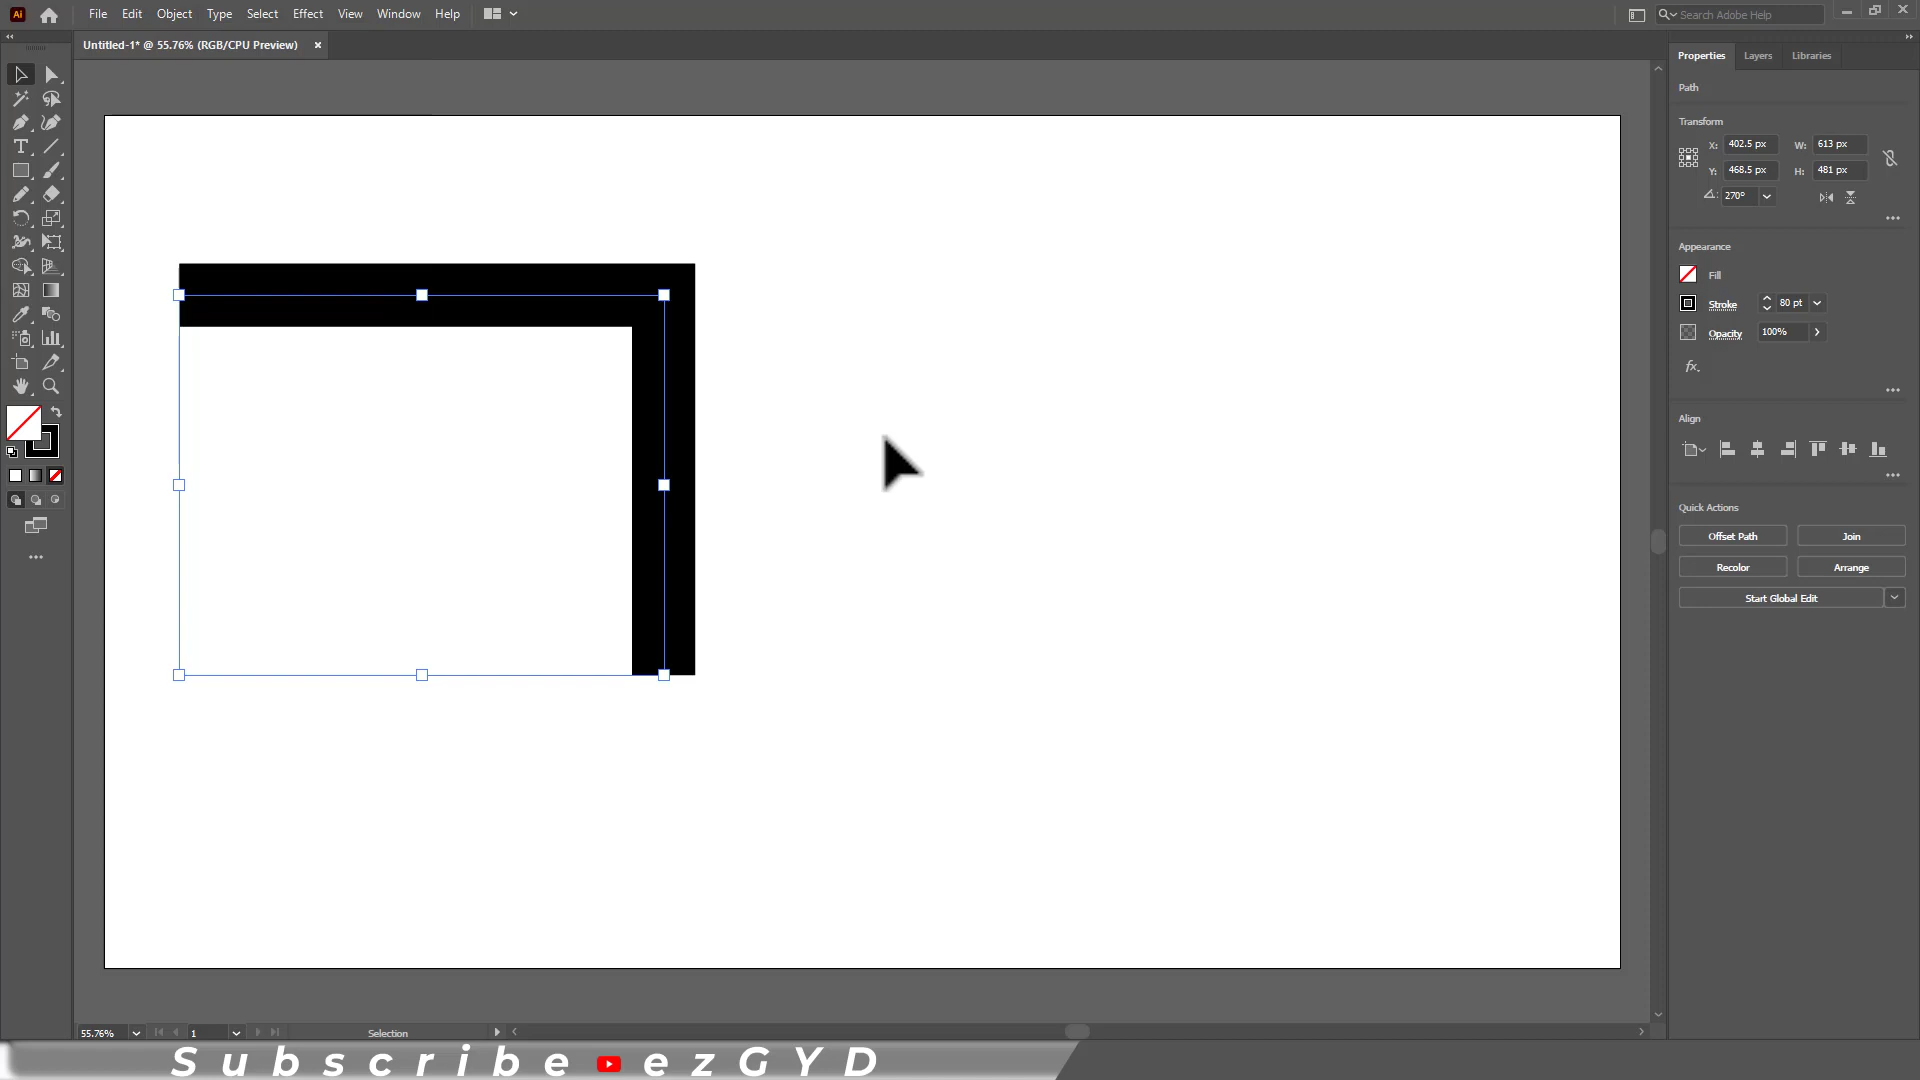 Ai File Edit Object Type Select Effect View Window Help Search Adobe Help
Untitled-1* @ 55.76% (RGB/CPU Preview) ×
Properties Layers Libraries
Path
Transform
X: 402.5 px W: 613 px
Y: 468.5 px H: 481 px
270°
Appearance
Fill
Stroke 80 pt
Opacity 100%
fx.
Align
Quick Actions
Offset Path Join
Recolor Arrange
Start Global Edit
55.76% 1 Selection
Subscribe ezGYD